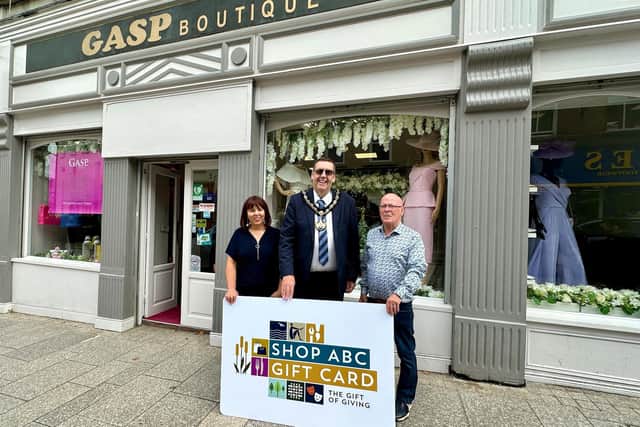 GASP BOUTIQUE
GASP
SHOP ABC
GIFT CARD
THE GIFT
OF GIVING